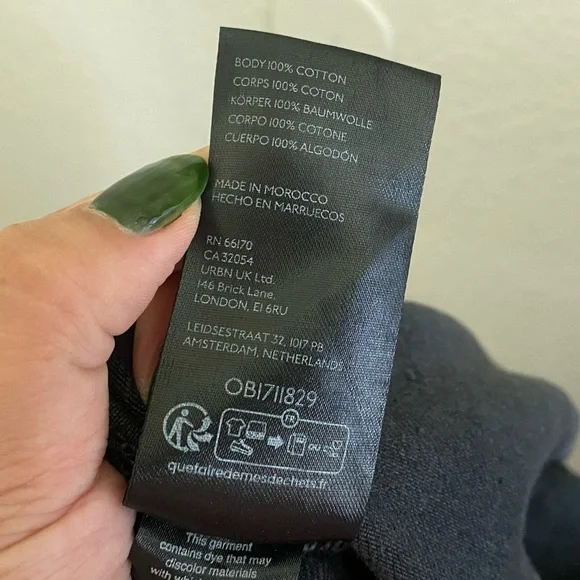 BODY 100% COTTON
CORPS 100% COTON
KÖRPER 100% BAUMWOLLE
CORPO 100% COTONE
CUERPO 100% ALGODÓN
MADE IN MOROCCO
HECHO EN MARRUECOS
RN 66170
CA 32054
URBN UK Ltd.
146 Brick Lane.
LONDON, E1 6RU
LEIDSESTRAAT 32, 1017 PB
AMSTERDAM, NETHERLANDS
OB1711829
FR
quefairedemesdechets.fr
This garment
contains dye that may
discolor materials